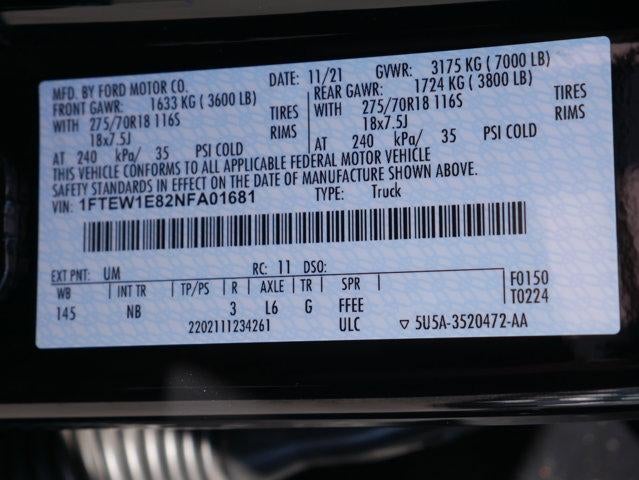 MFD. BY FORD MOTOR CO. DATE: 11/21 GVWR: 3175 KG ( 7000 LB)
FRONT GAWR: 1633 KG ( 3600 LB) REAR GAWR: 1724 KG ( 3800 LB)
WITH 275/70R18 116S TIRES WITH 275/70R18 116S TIRES
18x7.5J RIMS 18x7.5J RIMS
AT 240 kPa/ 35 PSI COLD AT 240 kPa/ 35 PSI COLD
THIS VEHICLE CONFORMS TO ALL APPLICABLE FEDERAL MOTOR VEHICLE
SAFETY STANDARDS IN EFFECT ON THE DATE OF MANUFACTURE SHOWN ABOVE.
VIN: 1FTEW1E82NFA01681 TYPE: Truck
EXT PNT: UM RC: 11 DSO:
WB INT TR TP/PS R AXLE TR SPR F0150
145 NB 3 L6 G FFEE T0224
2202111234261 ULC 5U5A-3520472-AA